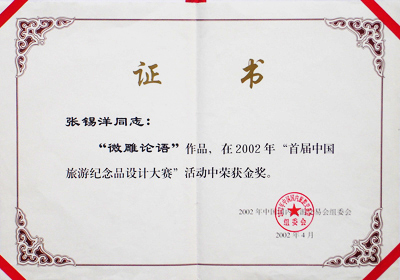 证 书
张锡洋同志：
“微雕论语”作品、在2002年“首届中国
旅游纪念品设计大赛”活动中荣获金奖。
2002年中国 易会组委会
组委会
2002年4月